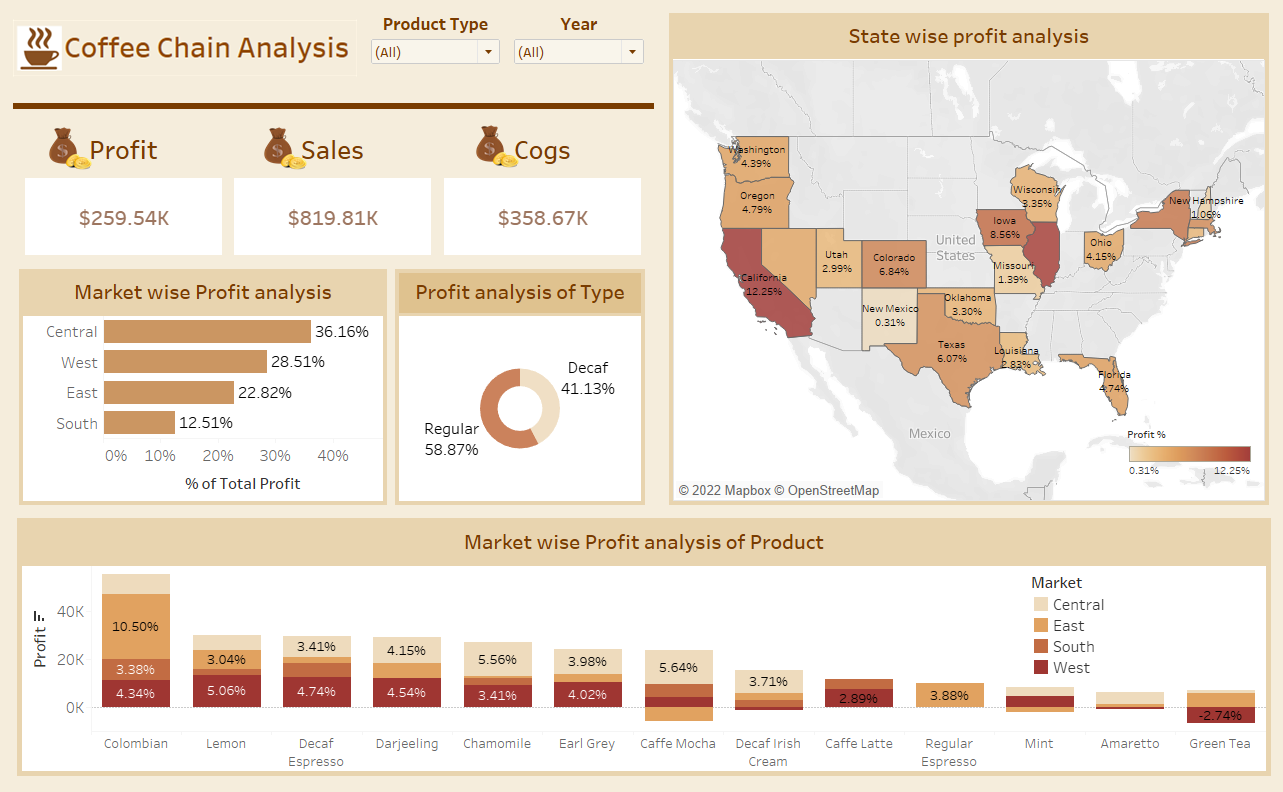 Coffee Chain Analysis
Product Type
(All)
Year
(All)
Profit
Sales
Cogs
$259.54K
$819.81K
$358.67K
Market wise Profit analysis
Central
36.16%
West
28.51%
East
22.82%
South
12.51%
0% 10% 20% 30% 40%
% of Total Profit
Profit analysis of Type
Decaf
41.13%
Regular
58.87%
State wise profit analysis
Washington
4.39%
Oregon
4.79%
California
12.25%
Utah
2.99%
Colorado
6.84%
New Mexico
0.31%
Texas
6.07%
Oklahoma
3.30%
Louisiana
2.83%
Missouri
1.39%
Iowa
8.56%
Wisconsin
3.35%
Ohio
4.15%
New Hampshire
1.06%
Florida
4.74%
United
States
Mexico
Profit %
0.31% 12.25%
© 2022 Mapbox © OpenStreetMap
Market wise Profit analysis of Product
Profit
40K
20K
0K
10.50%
3.38%
4.34%
3.04%
5.06%
3.41%
4.74%
4.15%
4.54%
5.56%
3.41%
3.98%
4.02%
5.64%
3.71%
2.89%
3.88%
-2.74%
Market
Central
East
South
West
Colombian
Lemon
Decaf
Espresso
Darjeeling
Chamomile
Earl Grey
Caffe Mocha
Decaf Irish
Cream
Caffe Latte
Regular
Espresso
Mint
Amaretto
Green Tea